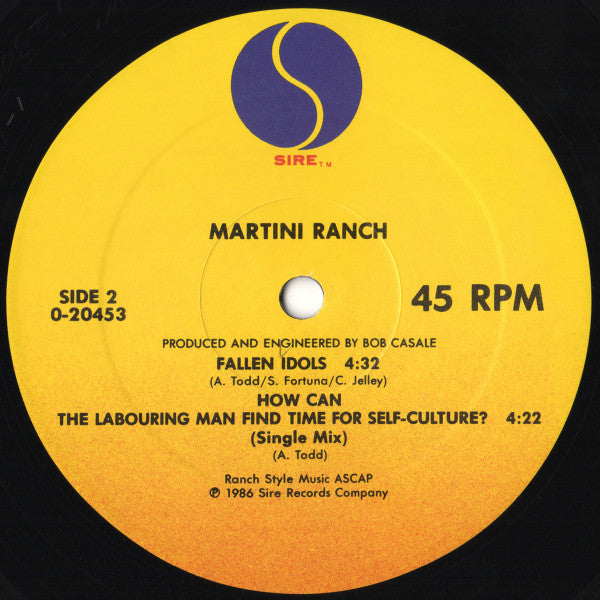 SIRE™
MARTINI RANCH
SIDE 2
0-20453
45 RPM
PRODUCED AND ENGINEERED BY BOB CASALE
FALLEN IDOLS 4:32
(A. Todd/S. Fortuna/C. Jelley)
HOW CAN
THE LABOURING MAN FIND TIME FOR SELF-CULTURE? 4:22
(Single Mix)
(A. Todd)
Ranch Style Music ASCAP
℗ 1986 Sire Records Company